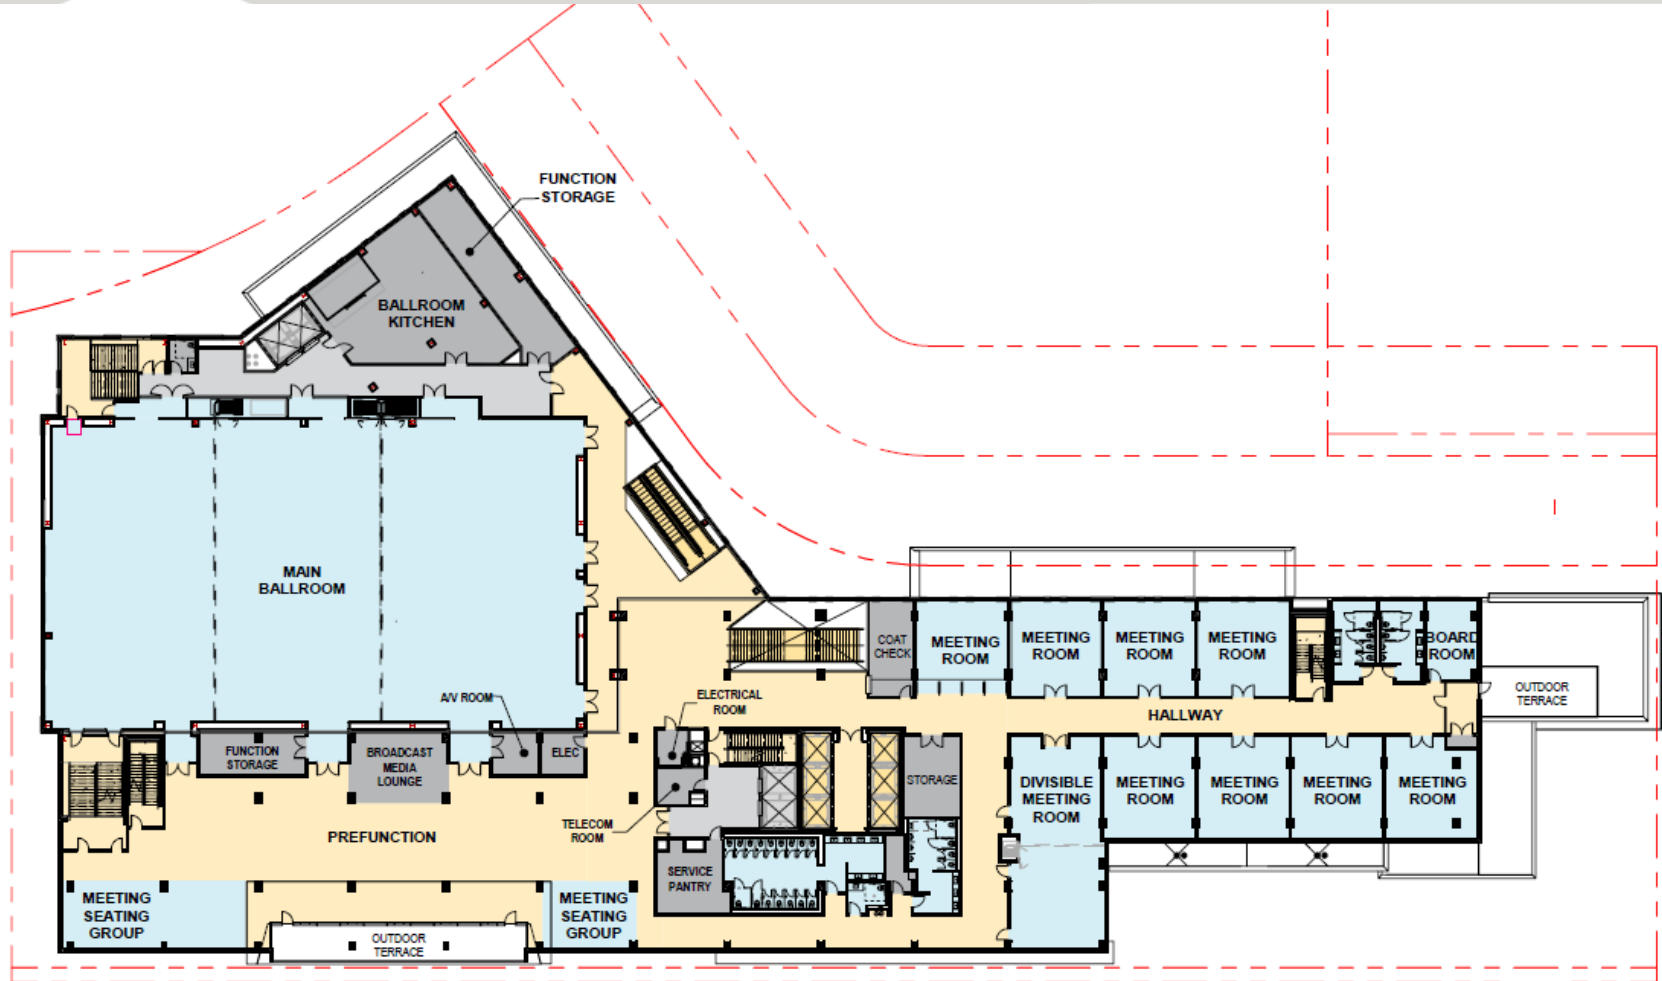 FUNCTION
STORAGE
BALLROOM
KITCHEN
MAIN
BALLROOM
COAT
CHECK
MEETING
ROOM
MEETING
ROOM
MEETING
ROOM
MEETING
ROOM
BOARD
ROOM
OUTDOOR
TERRACE
A/V ROOM
ELECTRICAL
ROOM
HALLWAY
FUNCTION
STORAGE
BROADCAST
MEDIA
LOUNGE
ELEC
STORAGE
DIVISIBLE
MEETING
ROOM
MEETING
ROOM
MEETING
ROOM
MEETING
ROOM
MEETING
ROOM
TELECOM
ROOM
PREFUNCTION
SERVICE
PANTRY
MEETING
SEATING
GROUP
MEETING
SEATING
GROUP
OUTDOOR
TERRACE